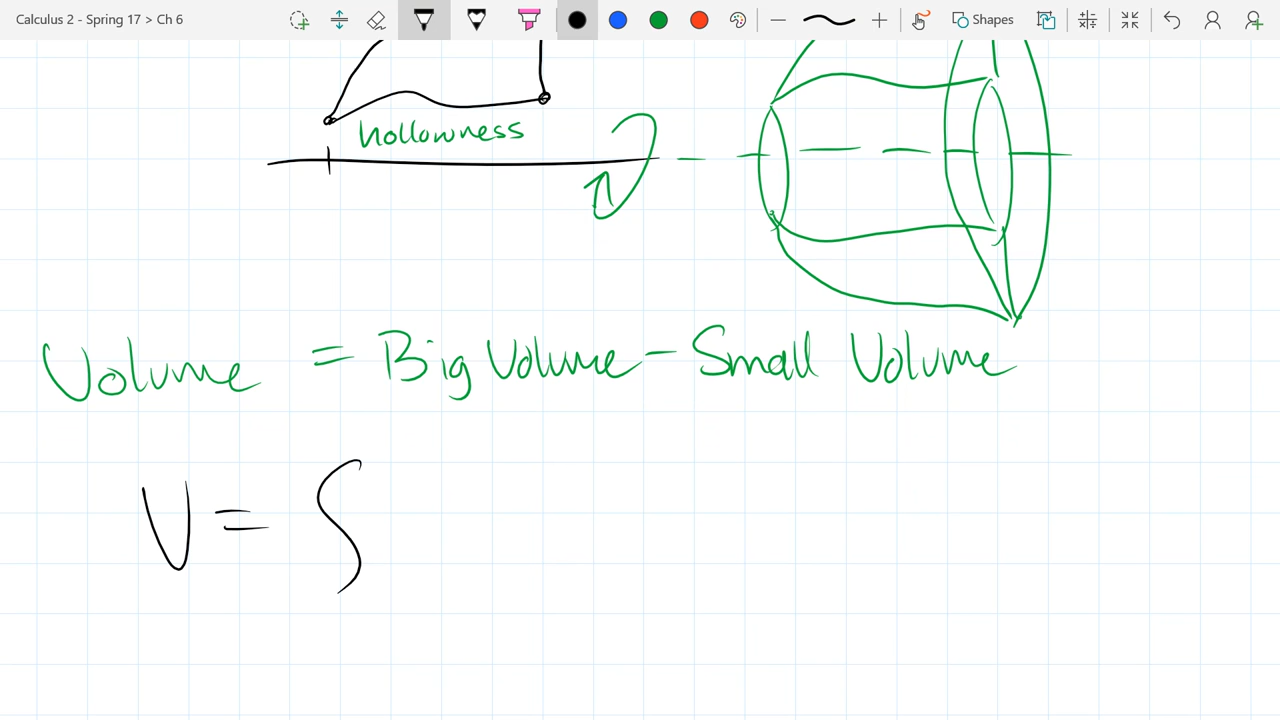 Calculus 2 - Spring 17 > Ch 6
Shapes
hollowness
Volume = Big Volume - Small Volume
V = ∫